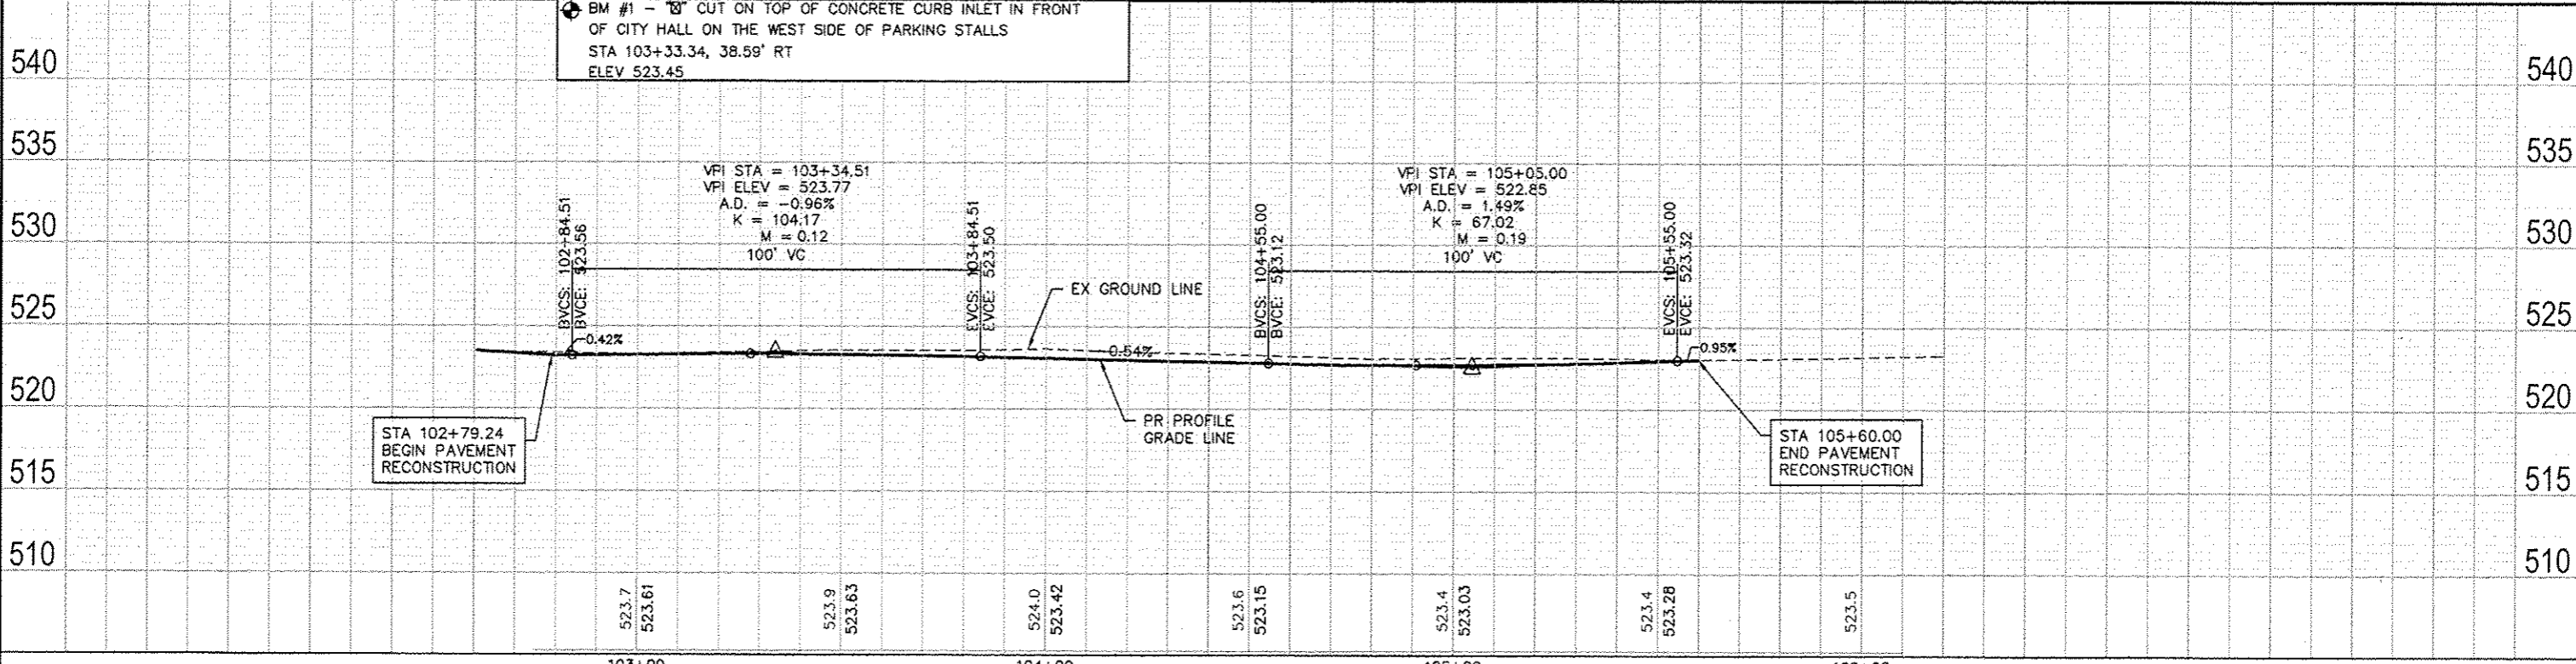 BM #1 - "X" CUT ON TOP OF CONCRETE CURB INLET IN FRONT
OF CITY HALL ON THE WEST SIDE OF PARKING STALLS
STA 103+33.34, 38.59' RT
ELEV 523.45
540
540
535
535
530
530
525
525
520
520
515
515
510
510
VPI STA = 103+34.51
VPI ELEV = 523.77
A.D. = -0.96%
K = 104.17
M = 0.12
100' VC
BVCS: 102+84.51
BVCE: 523.56
EVCS: 103+84.51
EVCE: 523.50
VPI STA = 105+05.00
VPI ELEV = 522.85
A.D. = 1.49%
K = 67.02
M = 0.19
100' VC
BVCS: 104+55.00
BVCE: 523.12
EVCS: 105+55.00
EVCE: 523.32
EX GROUND LINE
0.42%
-0.54%
0.95%
PR PROFILE
GRADE LINE
STA 102+79.24
BEGIN PAVEMENT
RECONSTRUCTION
STA 105+60.00
END PAVEMENT
RECONSTRUCTION
523.7
523.61
523.9
523.63
524.0
523.42
523.6
523.15
523.4
523.03
523.4
523.28
523.5